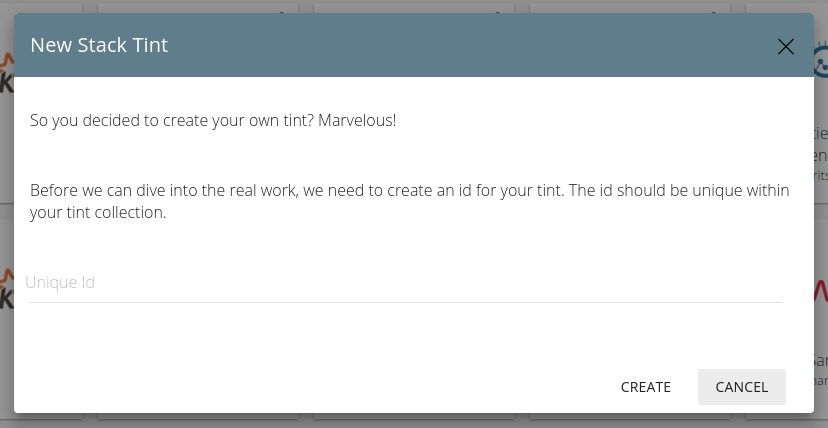 New Stack Tint
So you decided to create your own tint? Marvelous!
Before we can dive into the real work, we need to create an id for your tint. The id should be unique within
your tint collection.
Unique Id
CREATE
CANCEL